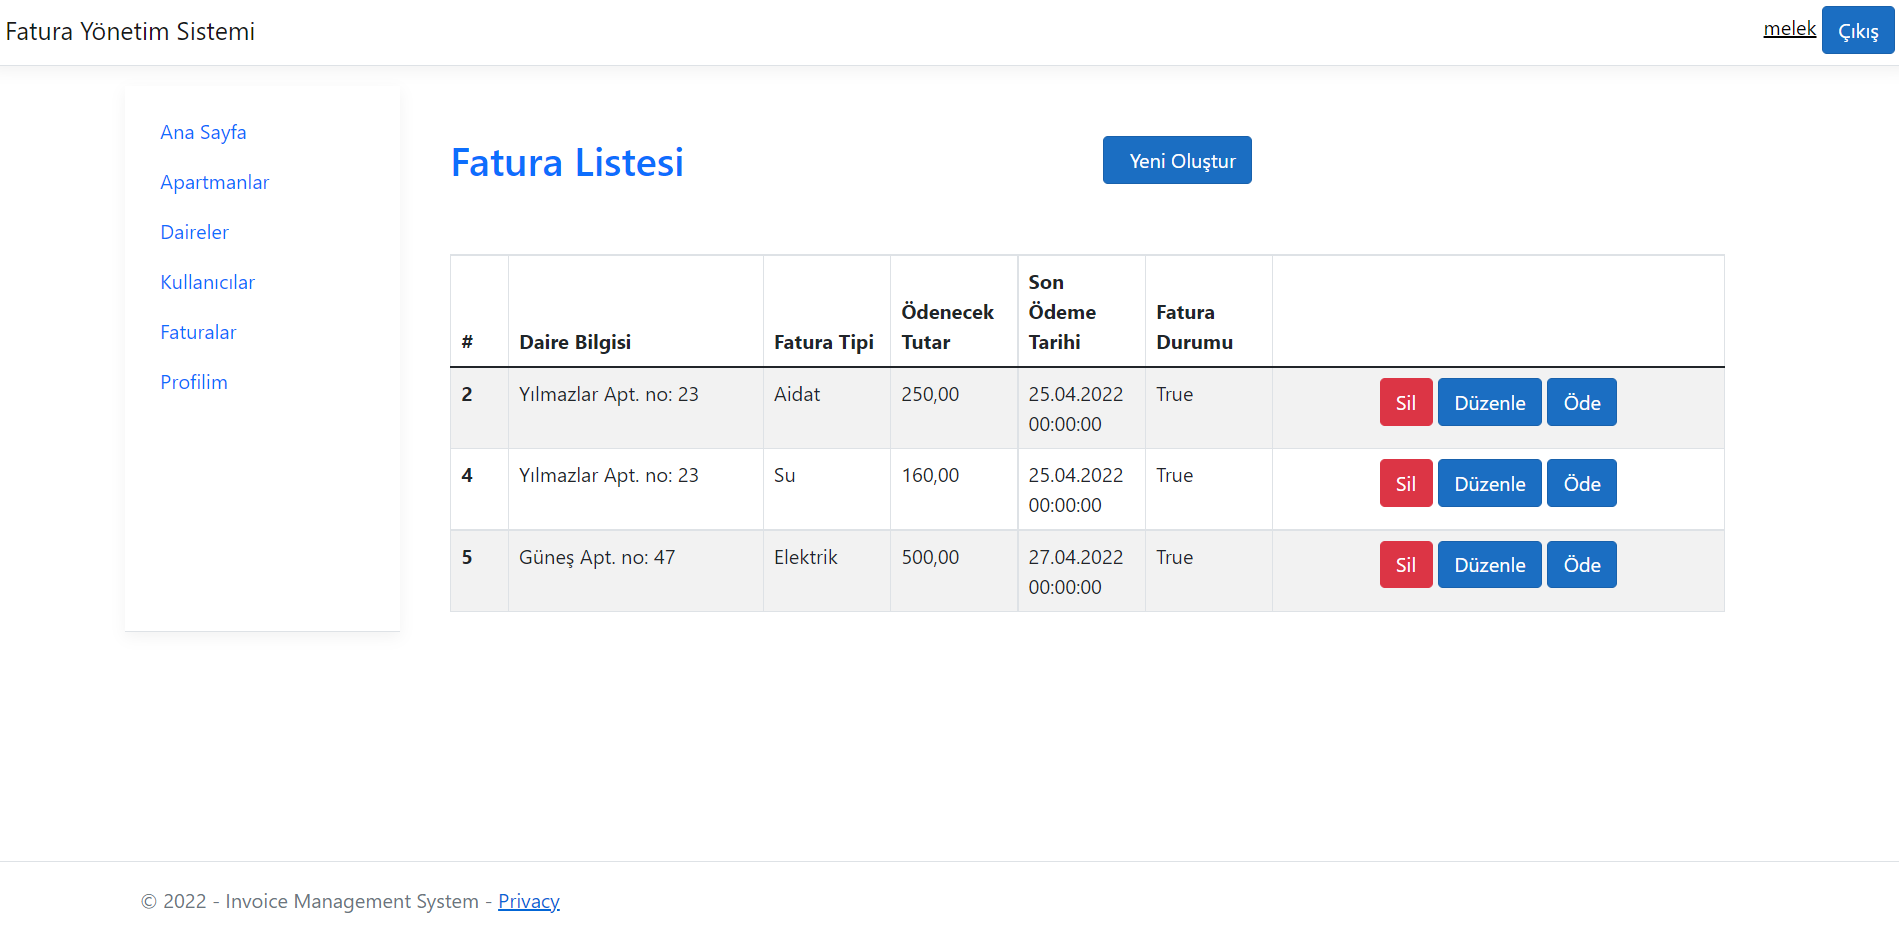 Fatura Yönetim Sistemi
melek Çıkış
Ana Sayfa
Apartmanlar
Daireler
Kullanıcılar
Faturalar
Profilim
Fatura Listesi
Yeni Oluştur
# Daire Bilgisi Fatura Tipi Ödenecek Tutar Son Ödeme Tarihi Fatura Durumu
2 Yılmazlar Apt. no: 23 Aidat 250,00 25.04.2022 00:00:00 True Sil Düzenle Öde
4 Yılmazlar Apt. no: 23 Su 160,00 25.04.2022 00:00:00 True Sil Düzenle Öde
5 Güneş Apt. no: 47 Elektrik 500,00 27.04.2022 00:00:00 True Sil Düzenle Öde
© 2022 - Invoice Management System - Privacy